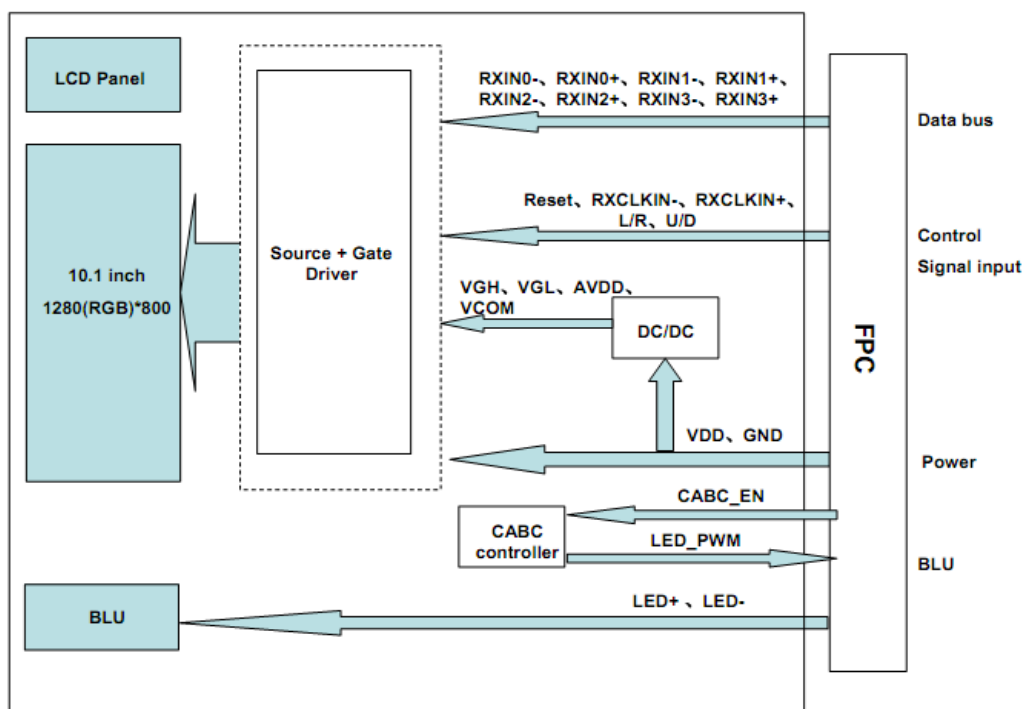 LCD Panel
10.1 inch
1280(RGB)*800
Source + Gate
Driver
RXIN0-、RXIN0+、RXIN1-、RXIN1+、
RXIN2-、RXIN2+、RXIN3-、RXIN3+
Data bus
Reset、RXCLKIN-、RXCLKIN+、
L/R、U/D
Control
Signal input
VGH、VGL、AVDD、
VCOM
DC/DC
FPC
VDD、GND
Power
CABC_EN
CABC
controller
LED_PWM
BLU
LED+ 、LED-
BLU